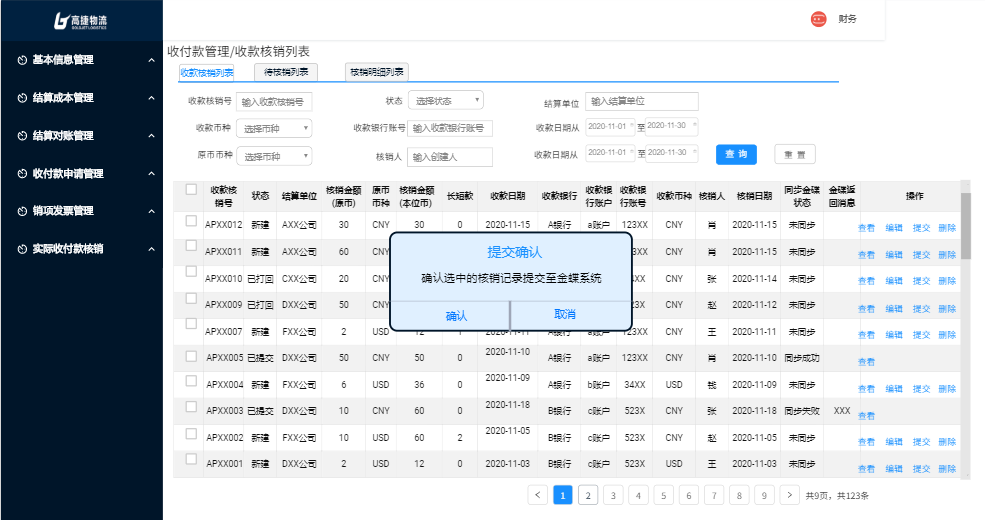 高捷物流
GOLDJET LOGISTICS
财务
基本信息管理
结算成本管理
结算对账管理
收付款申请管理
销项发票管理
实际收付款核销
收付款管理/收款核销列表
收款核销列表 待核销列表 核销明细列表
收款核销号 输入收款核销号 状态 选择状态 结算单位 输入结算单位
收款币种 选择币种 收款银行账号 输入收款银行账号 收款日期从 2020-11-01 至 2020-11-30
原币币种 选择币种 核销人 输入创建人 收款日期从 2020-11-01 至 2020-11-30 查 询 重 置
收款核销号 状态 结算单位 核销金额(原币) 原币币种 核销金额(本位币) 长短款 收款日期 收款银行 收款银行账户 收款银行账号 收款币种 核销人 核销日期 同步金蝶状态 金蝶返回消息 操作
APXX012 新建 AXX公司 30 CNY 30 0 2020-11-15 A银行 a账户 123XX CNY 肖 2020-11-15 未同步 查看 编辑 提交 删除
APXX011 新建 AXX公司 60 CNY CNY 肖 2020-11-15 未同步 查看 编辑 提交 删除
APXX010 已打回 CXX公司 20 CNY CNY 张 2020-11-14 未同步 查看 编辑 提交 删除
APXX009 已打回 DXX公司 50 CNY CNY 赵 2020-11-12 未同步 查看 编辑 提交 删除
APXX007 新建 FXX公司 2 USD 12 1 2020-11-11 A银行 a账户 123XX CNY 王 2020-11-11 未同步 查看 编辑 提交 删除
提交确认
确认选中的核销记录提交至金蝶系统
确认 取消
APXX005 已提交 DXX公司 50 CNY 50 0 2020-11-10 A银行 a账户 123XX CNY 肖 2020-11-10 同步成功 查看
APXX004 新建 FXX公司 6 USD 36 0 2020-11-09 A银行 b账户 34XX USD 钱 2020-11-09 未同步 查看 编辑 提交 删除
APXX003 已提交 DXX公司 10 CNY 60 0 2020-11-18 B银行 c账户 523X CNY 张 2020-11-18 同步失败 XXX 查看
APXX002 新建 FXX公司 10 USD 60 2 2020-11-05 B银行 c账户 523X CNY 赵 2020-11-05 未同步 查看 编辑 提交 删除
APXX001 新建 DXX公司 2 USD 12 0 2020-11-03 B银行 c账户 523X USD 王 2020-11-03 未同步 查看 编辑 提交 删除
< 1 2 3 4 5 6 7 8 9 > 共9页，共123条